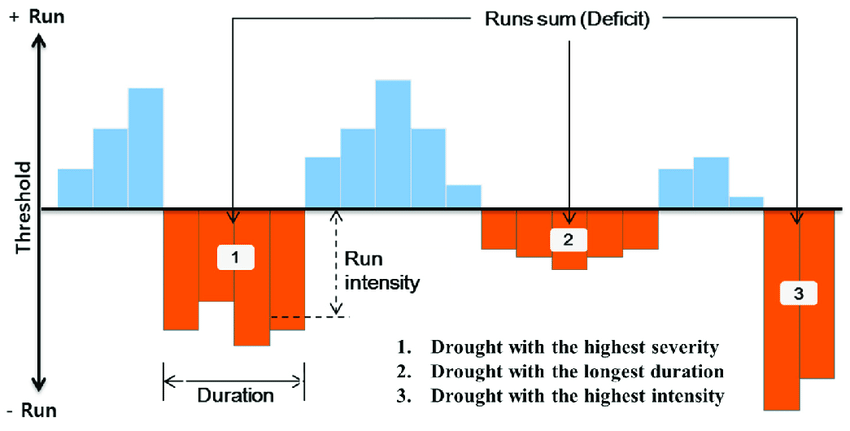 + Run
Runs sum (Deficit)
Threshold
1
2
3
Run
intensity
Duration
1. Drought with the highest severity
2. Drought with the longest duration
3. Drought with the highest intensity
- Run